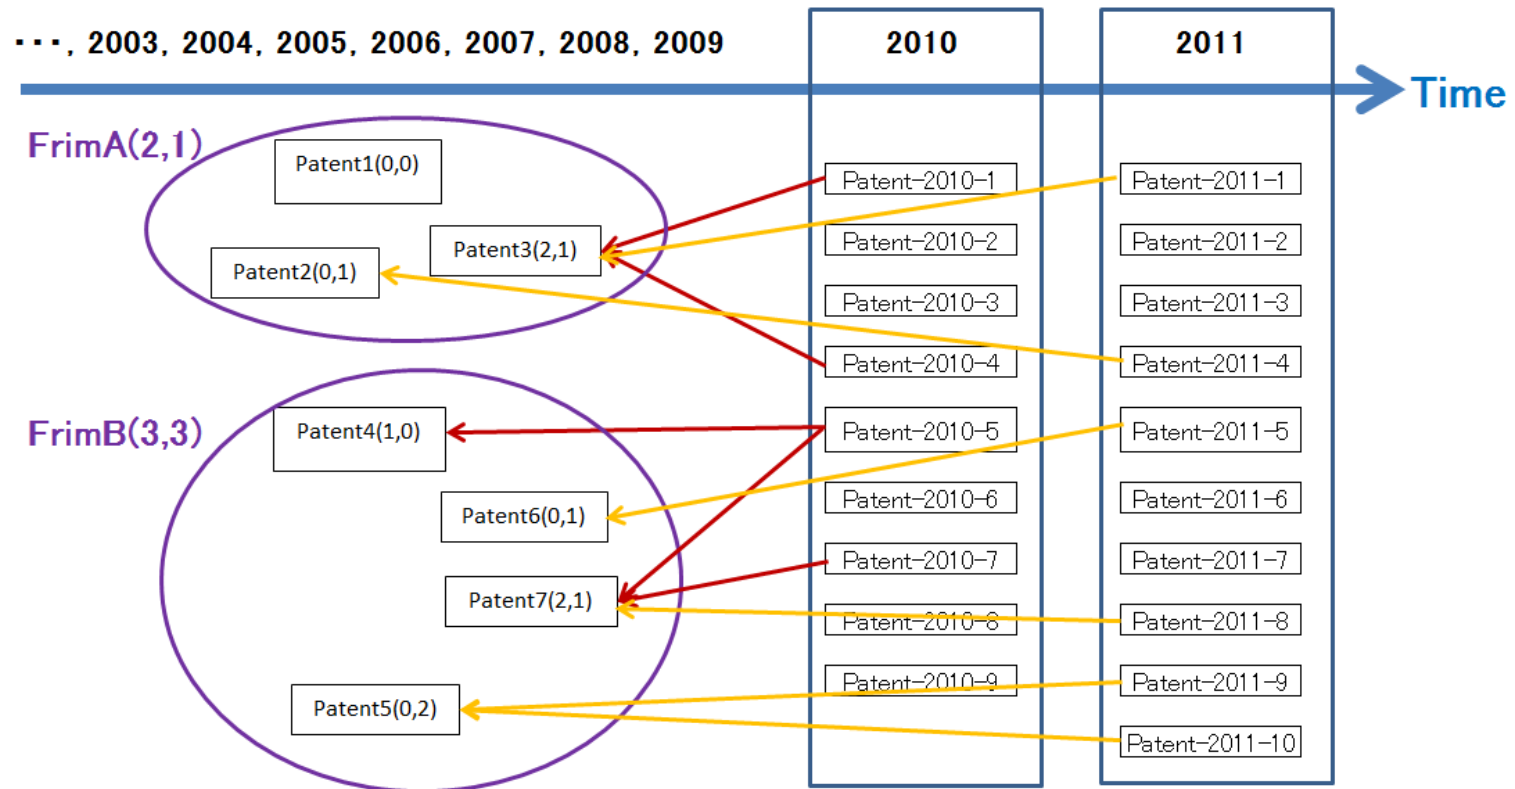 ･･･, 2003, 2004, 2005, 2006, 2007, 2008, 2009
2010
2011
Time
FrimA(2,1)
Patent1(0,0)
Patent3(2,1)
Patent2(0,1)
FrimB(3,3)
Patent4(1,0)
Patent6(0,1)
Patent7(2,1)
Patent5(0,2)
Patent-2010-1
Patent-2010-2
Patent-2010-3
Patent-2010-4
Patent-2010-5
Patent-2010-6
Patent-2010-7
Patent-2010-8
Patent-2010-9
Patent-2011-1
Patent-2011-2
Patent-2011-3
Patent-2011-4
Patent-2011-5
Patent-2011-6
Patent-2011-7
Patent-2011-8
Patent-2011-9
Patent-2011-10